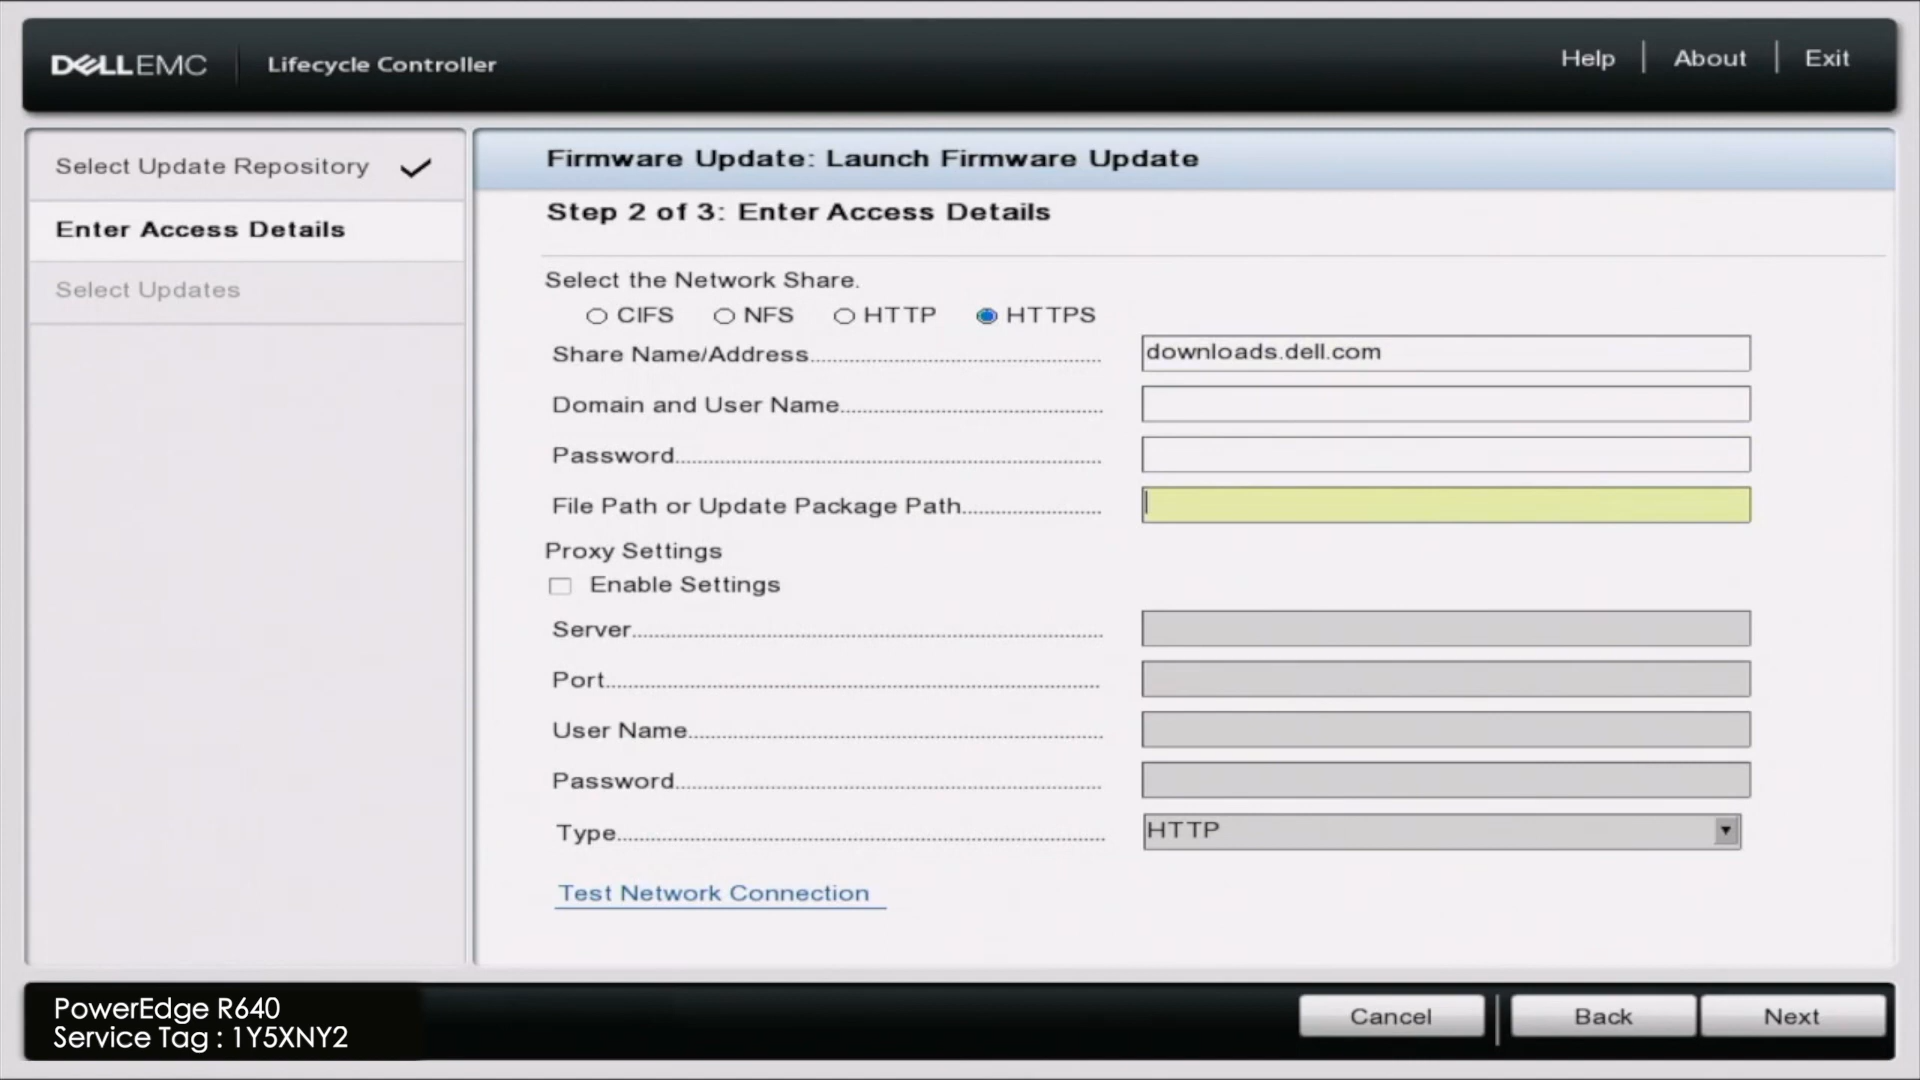 DELLEMC Lifecycle Controller Help About Exit
Select Update Repository
Enter Access Details
Select Updates
Firmware Update: Launch Firmware Update
Step 2 of 3: Enter Access Details
Select the Network Share.
CIFS NFS HTTP HTTPS
Share Name/Address downloads.dell.com
Domain and User Name
Password
File Path or Update Package Path
Proxy Settings
Enable Settings
Server
Port
User Name
Password
Type HTTP
Test Network Connection
PowerEdge R640
Service Tag : 1Y5XNY2
Cancel Back Next